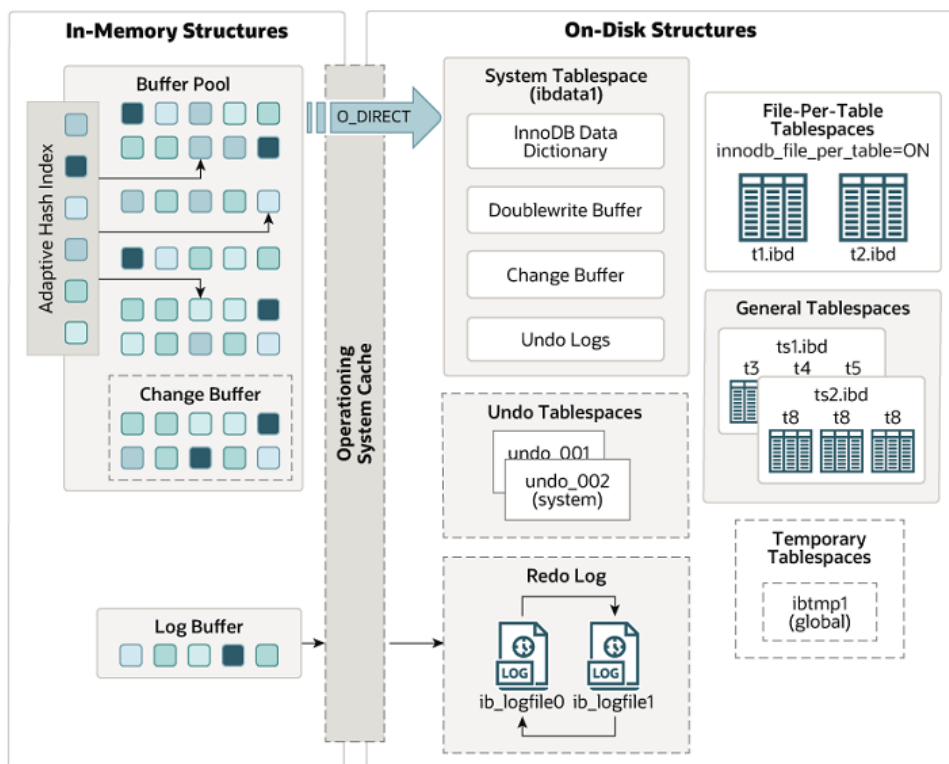 In-Memory Structures
Buffer Pool
Adaptive Hash Index
Change Buffer
Log Buffer
Operationing
System Cache
O_DIRECT
On-Disk Structures
System Tablespace
(ibdata1)
InnoDB Data
Dictionary
Doublewrite Buffer
Change Buffer
Undo Logs
Undo Tablespaces
undo_001
undo_002
(system)
Redo Log
LOG
LOG
ib_logfile0
ib_logfile1
File-Per-Table
Tablespaces
innodb_file_per_table=ON
t1.ibd
t2.ibd
General Tablespaces
ts1.ibd
t3 t4 t5
ts2.ibd
t8 t8 t8
Temporary
Tablespaces
ibtmp1
(global)